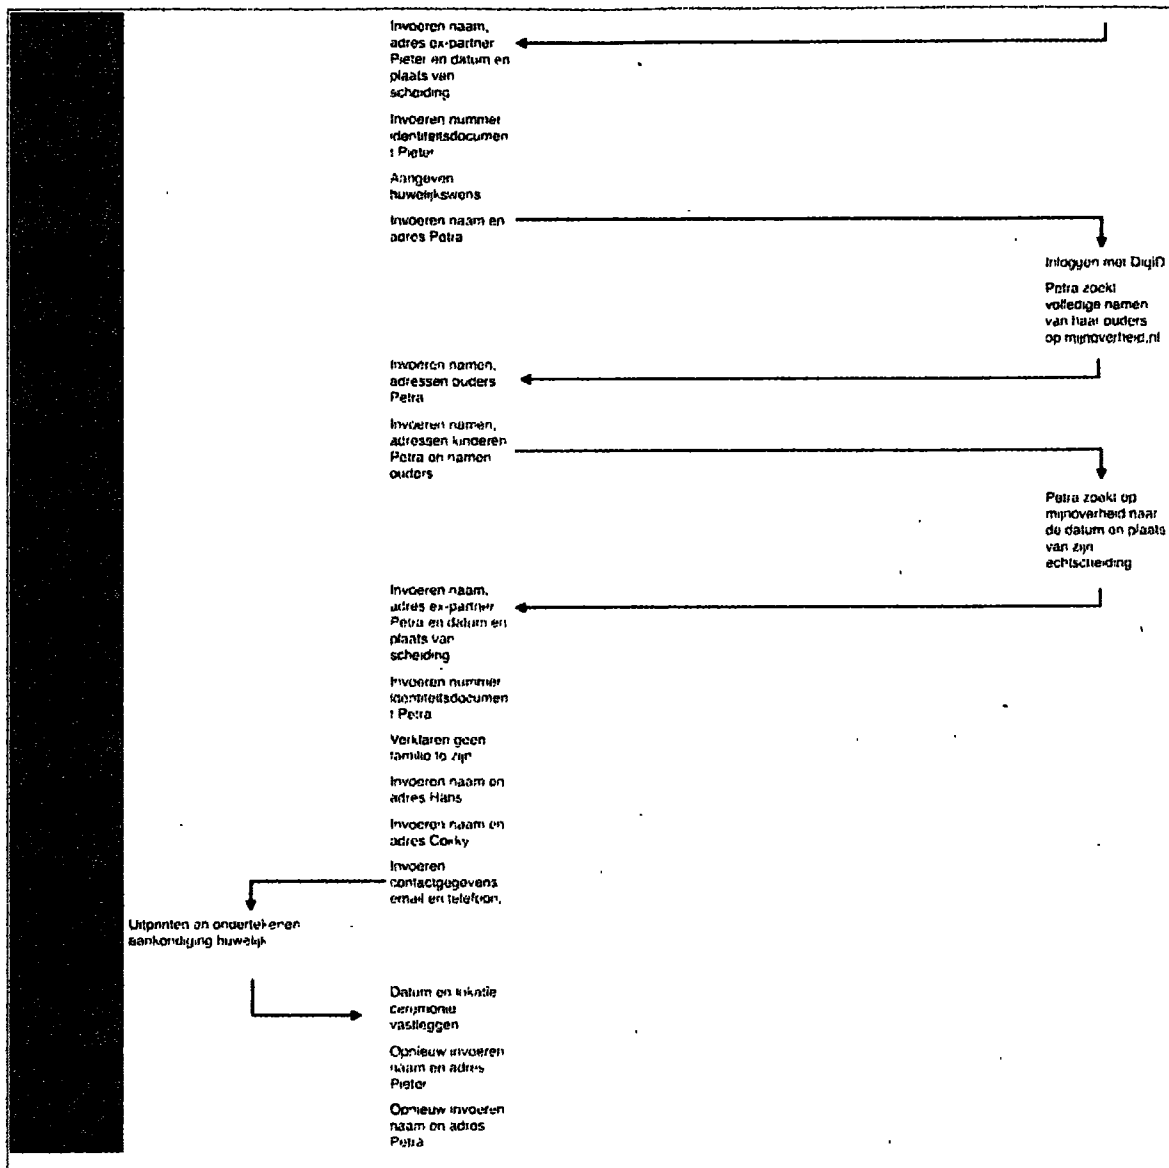 Invoeren naam,
adres ex-partner
Pieter en datum en
plaats van
scheiding
Invoeren nummer
identiteitsdocumen
t Pieter
Aangeven
huwelijkswens
Invoeren naam en
adres Petra
Inloggen met DigiD
Petra zoekt
volledige namen
van haar ouders
op mijnoverheid.nl
Invoeren namen,
adressen ouders
Petra
Invoeren namen,
adressen kinderen
Petra en namen
ouders
Petra zoekt op
mijnoverheid naar
de datum en plaats
van zijn
echtscheiding
Invoeren naam,
adres ex-partner
Petra en datum en
plaats van
scheiding
Invoeren nummer
identiteitsdocumen
t Petra
Verklaren geen
familie te zijn
Invoeren naam en
adres Hans
Invoeren naam en
adres Corky
Invoeren
contactgegevens
email en telefoon.
Uitprinten en ondertekenen
aankondiging huwelijk
Datum en lokatie
ceremonie
vastleggen
Opnieuw invoeren
naam en adres
Pieter
Opnieuw invoeren
naam en adres
Petra